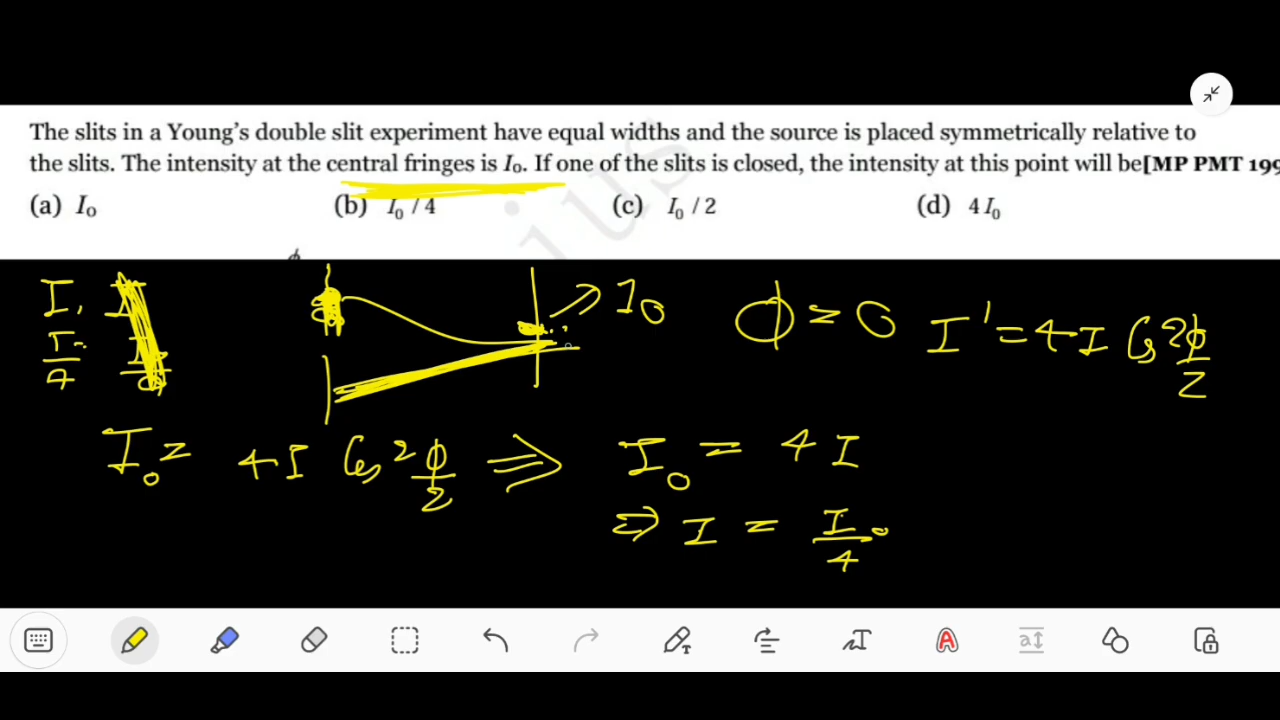 The slits in a Young's double slit experiment have equal widths and the source is placed symmetrically relative to
the slits. The intensity at the central fringes is I₀. If one of the slits is closed, the intensity at this point will be[MP PMT 199
(a) I₀ (b) I₀ / 4 (c) I₀ / 2 (d) 4 I₀
I, I
I₀/4
→ I₀
ϕ = 0
I' = 4I Cos²ϕ/2
I₀ = 4I Cos²ϕ/2 ⇒ I₀ = 4I
⇒ I = I₀/4